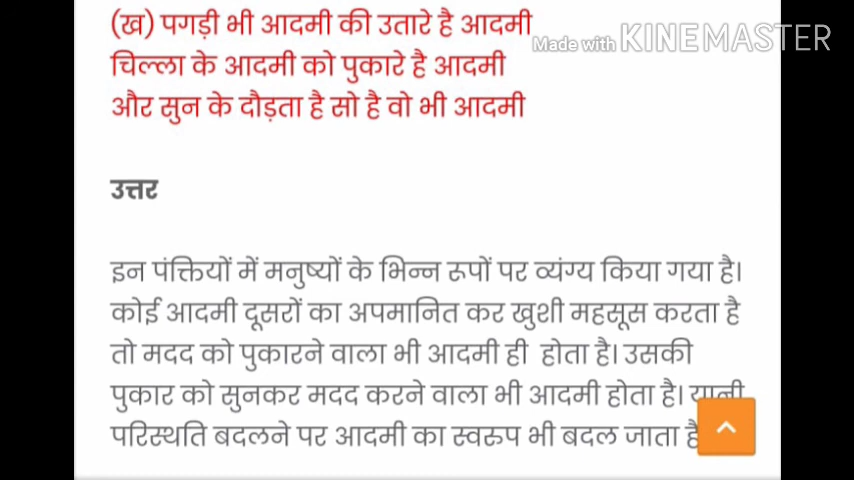 (ख) पगड़ी भी आदमी की उतारे है आदमी
Made with KINEMASTER
चिल्ला के आदमी को पुकारे है आदमी
और सुन के दौड़ता है सो है वो भी आदमी
उत्तर
इन पंक्तियों में मनुष्यों के भिन्न रूपों पर व्यंग्य किया गया है।
कोई आदमी दूसरों का अपमानित कर खुशी महसूस करता है
तो मदद को पुकारने वाला भी आदमी ही होता है। उसकी
पुकार को सुनकर मदद करने वाला भी आदमी होता है। यानी
परिस्थति बदलने पर आदमी का स्वरुप भी बदल जाता है